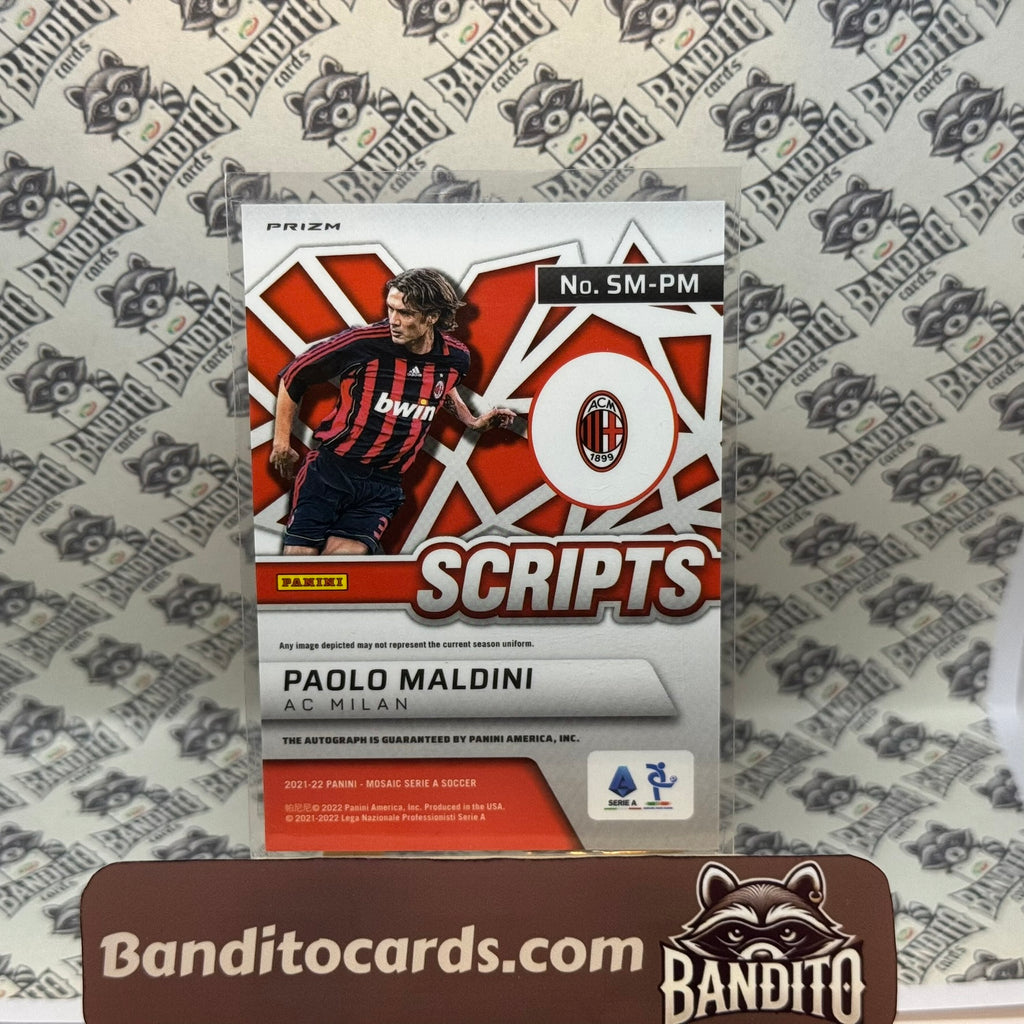 PRIZM
No. SM-PM
bwin
ACM
1899
SCRIPTS
PANINI
Any image depicted may not represent the current season uniform.
PAOLO MALDINI
AC MILAN
THE AUTOGRAPH IS GUARANTEED BY PANINI AMERICA, INC.
2021-22 PANINI - MOSAIC SERIE A SOCCER
帕尼尼© 2022 Panini America, Inc. Produced in the USA.
© 2021-2022 Lega Nazionale Professionisti Serie A
SERIE A
Banditocards.com
BANDITO
BANDITO
cards